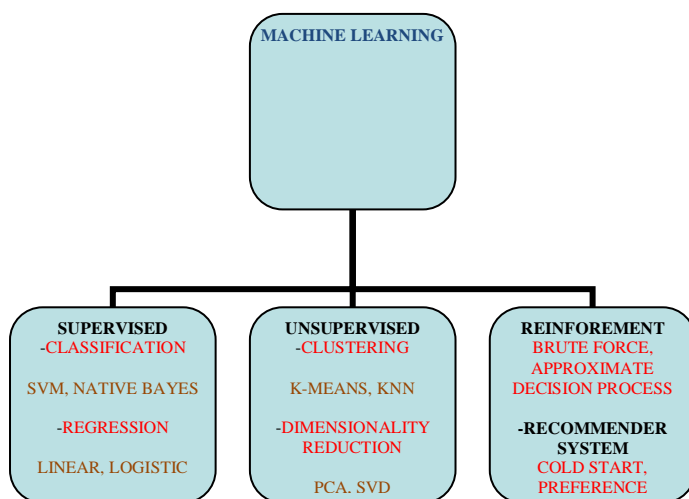 MACHINE LEARNING
SUPERVISED
-CLASSIFICATION
SVM, NATIVE BAYES
-REGRESSION
LINEAR, LOGISTIC
UNSUPERVISED
-CLUSTERING
K-MEANS, KNN
-DIMENSIONALITY
REDUCTION
PCA, SVD
REINFOREMENT
BRUTE FORCE,
APPROXIMATE
DECISION PROCESS
-RECOMMENDER
SYSTEM
COLD START,
PREFERENCE